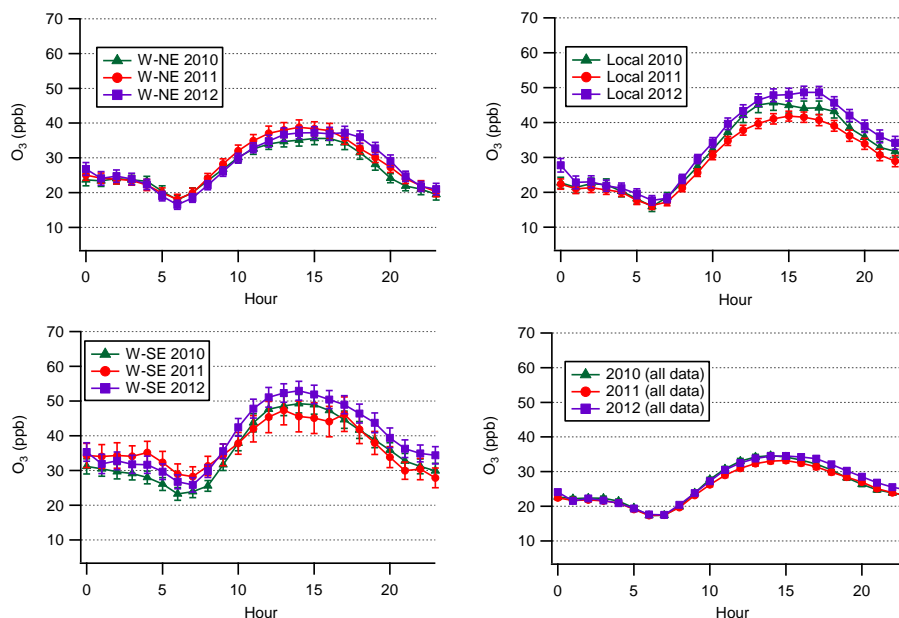 70
60
50
40
30
20
10
O3 (ppb)
W-NE 2010
W-NE 2011
W-NE 2012
0
5
10
15
20
Hour
70
60
50
40
30
20
10
O3 (ppb)
Local 2010
Local 2011
Local 2012
0
5
10
15
20
Hour
70
60
50
40
30
20
10
O3 (ppb)
W-SE 2010
W-SE 2011
W-SE 2012
0
5
10
15
20
Hour
70
60
50
40
30
20
10
O3 (ppb)
2010 (all data)
2011 (all data)
2012 (all data)
0
5
10
15
20
Hour